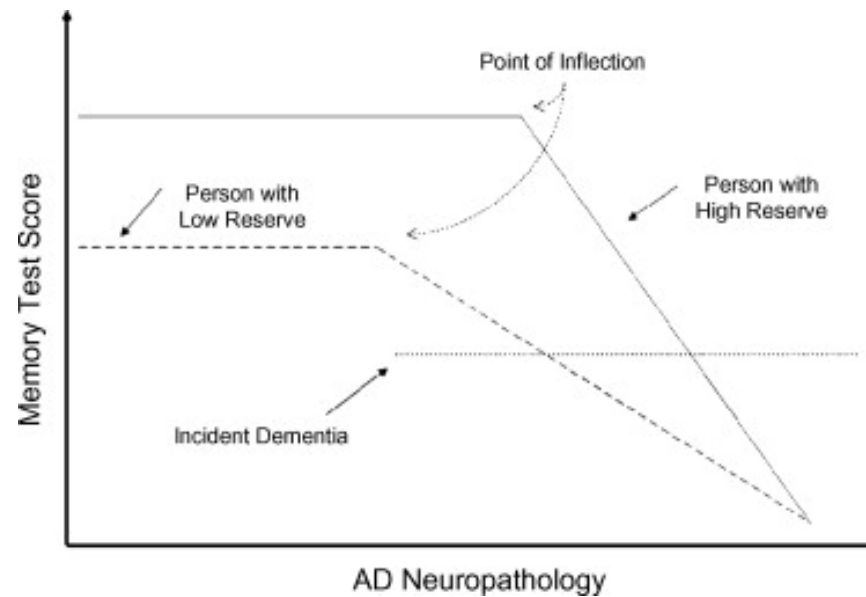 Point of Inflection
Person with
Low Reserve
Person with
High Reserve
Memory Test Score
Incident Dementia
AD Neuropathology